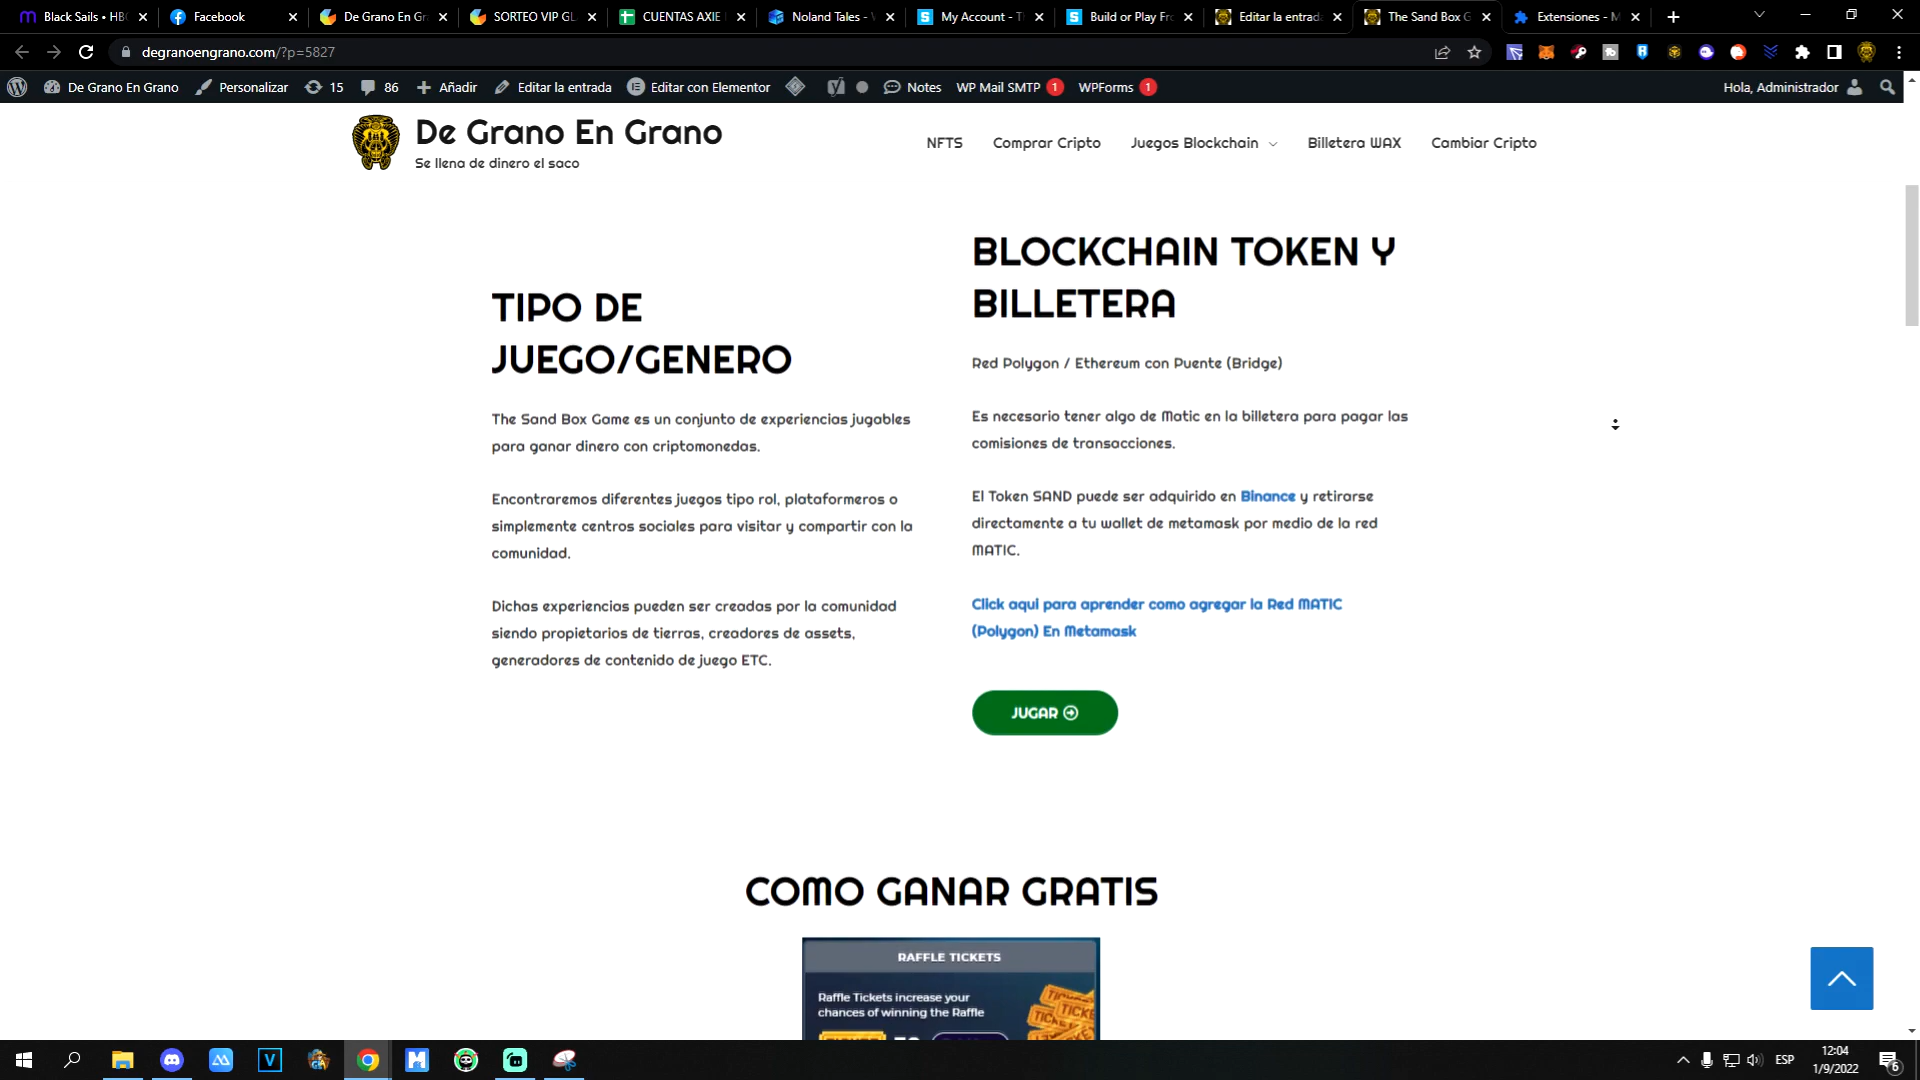 Black Sails • HB
Facebook
De Grano En Gr
SORTEO VIP GL
CUENTAS AXIE
Noland Tales -
My Account - T
Build or Play Fr
Editar la entrad
The Sand Box G
Extensiones - M
degranoengrano.com/?p=5827
De Grano En Grano
Personalizar
15
86
Añadir
Editar la entrada
Editar con Elementor
Notes
WP Mail SMTP 1
WPForms 1
Hola, Administrador
De Grano En Grano
Se llena de dinero el saco
NFTS
Comprar Cripto
Juegos Blockchain
Billetera WAX
Cambiar Cripto
TIPO DE
JUEGO/GENERO
The Sand Box Game es un conjunto de experiencias jugables
para ganar dinero con criptomonedas.
Encontraremos diferentes juegos tipo rol, plataformeros o
simplemente centros sociales para visitar y compartir con la
comunidad.
Dichas experiencias pueden ser creadas por la comunidad
siendo propietarios de tierras, creadores de assets,
generadores de contenido de juego ETC.
BLOCKCHAIN TOKEN Y
BILLETERA
Red Polygon / Ethereum con Puente (Bridge)
Es necesario tener algo de Matic en la billetera para pagar las
comisiones de transacciones.
El Token SAND puede ser adquirido en Binance y retirarse
directamente a tu wallet de metamask por medio de la red
MATIC.
Click aqui para aprender como agregar la Red MATIC
(Polygon) En Metamask
JUGAR
COMO GANAR GRATIS
RAFFLE TICKETS
Raffle Tickets increase your
chances of winning the Raffle
ESP
12:04
1/9/2022
6